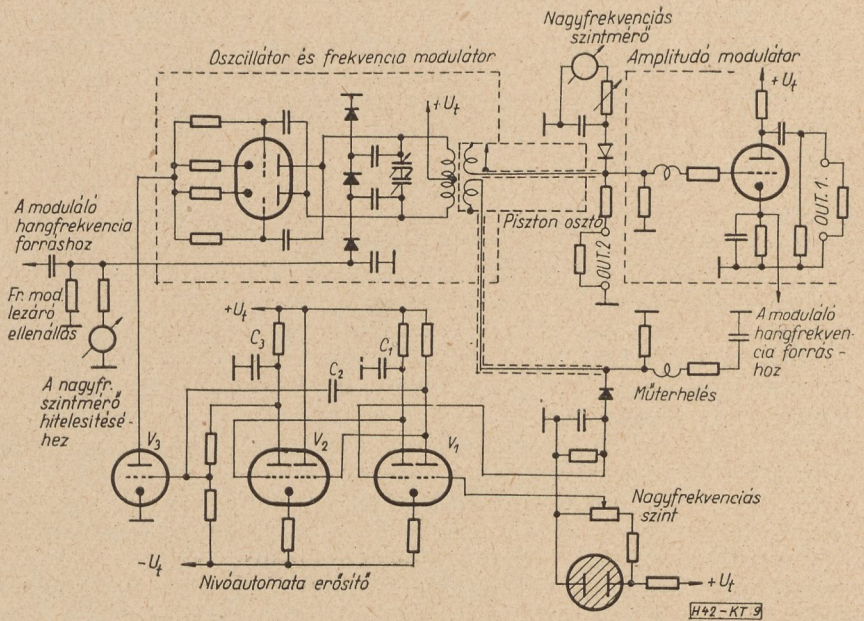 Nagyfrekvenciás
szintmérő
Oszcillátor és frekvencia modulátor
Amplitudó modulátor
+Ut
+Ut
OUT.1.
Piszton osztó
OUT.2
A moduláló
hangfrekvencia
forráshoz
Fr. mod.
lezáró
ellenállás
A nagyfr.
szintmérő
hitelesítésé-
hez
+Ut
C3
C1
C2
A moduláló
hangfrekven-
cia forrás-
hoz
Műterhelés
V3
V2
V1
Nagyfrekvenciás
szint
-Ut
Nivóautomata erősítő
+Ut
H42-KT 9